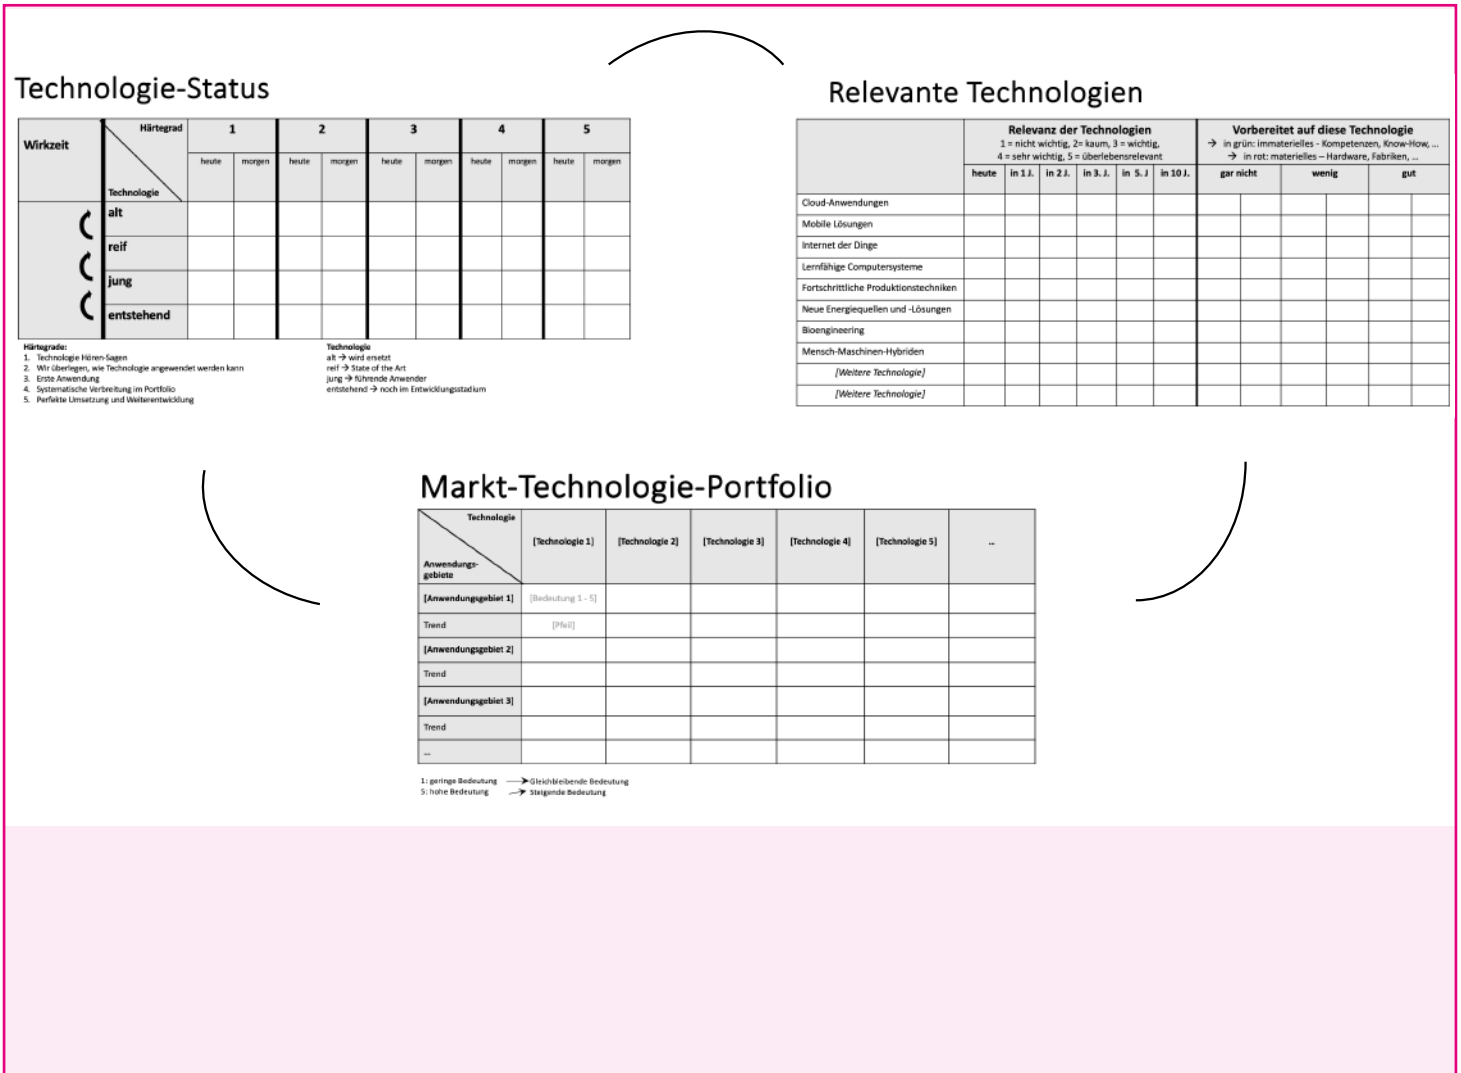 Technologie-Status
Wirkzeit
Härtegrad
Technologie
1 2 3 4 5
heute morgen heute morgen heute morgen heute morgen heute morgen
alt
reif
jung
entstehend
Härtegrade:
1. Technologie Hören-Sagen
2. Wir überlegen, wie Technologie angewendet werden kann
3. Erste Anwendung
4. Systematische Verbreitung im Portfolio
5. Perfekte Umsetzung und Weiterentwicklung
Technologie
alt → wird ersetzt
reif → State of the Art
jung → führende Anwender
entstehend → noch im Entwicklungsstadium
Relevante Technologien
Relevanz der Technologien
1 = nicht wichtig, 2= kaum, 3 = wichtig,
4 = sehr wichtig, 5 = überlebensrelevant
Vorbereitet auf diese Technologie
→ in grün: immaterielles - Kompetenzen, Know-How, ...
→ in rot: materielles – Hardware, Fabriken, ...
heute in 1 J. in 2 J. in 3. J. in 5. J in 10 J. gar nicht wenig gut
Cloud-Anwendungen
Mobile Lösungen
Internet der Dinge
Lernfähige Computersysteme
Fortschrittliche Produktionstechniken
Neue Energiequellen und -Lösungen
Bioengineering
Mensch-Maschinen-Hybriden
[Weitere Technologie]
[Weitere Technologie]
Markt-Technologie-Portfolio
Technologie
Anwendungs-
gebiete
[Technologie 1] [Technologie 2] [Technologie 3] [Technologie 4] [Technologie 5] ...
[Anwendungsgebiet 1] [Bedeutung 1 - 5]
Trend [Pfeil]
[Anwendungsgebiet 2]
Trend
[Anwendungsgebiet 3]
Trend
...
1: geringe Bedeutung → Gleichbleibende Bedeutung
5: hohe Bedeutung → Steigende Bedeutung